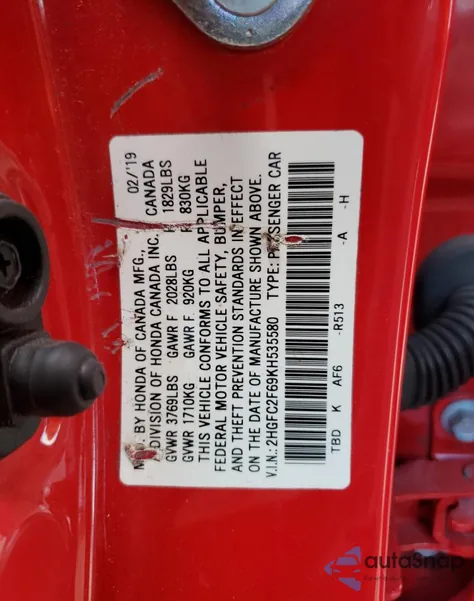 MFD. BY HONDA OF CANADA MFG., 02/'19
DIVISION OF HONDA CANADA INC. CANADA
GVWR 3769LBS GAWR F 2028LBS R 1829LBS
GVWR 1710KG GAWR F. 920KG R 830KG
THIS VEHICLE CONFORMS TO ALL APPLICABLE
FEDERAL MOTOR VEHICLE-SAFETY, BUMPER,
AND THEFT PREVENTION STANDARDS IN EFFECT
ON THE DATE OF MANUFACTURE SHOWN ABOVE.
V.I.N.: 2HGFC2F69KH535580 TYPE: PASSENGER CAR
TBD K AF6 -R513 -A -H
autoSnap